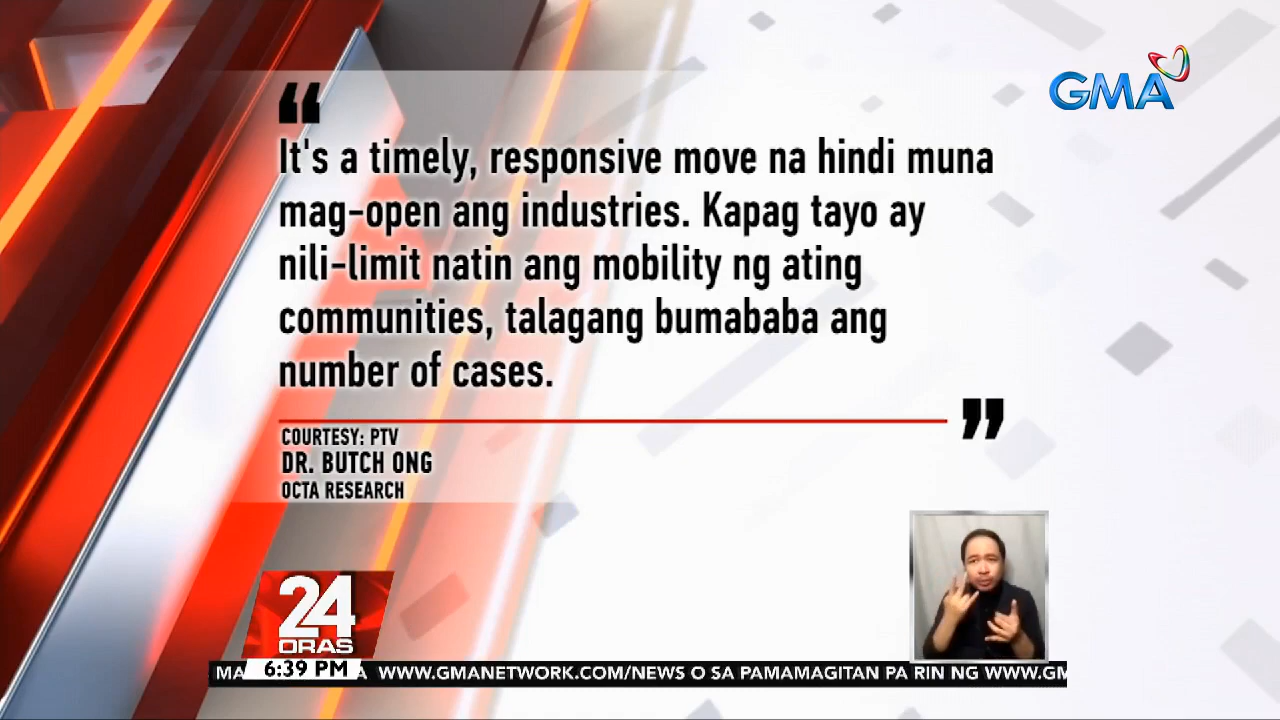 GMA
“
It's a timely, responsive move na hindi muna
mag-open ang industries. Kapag tayo ay
nili-limit natin ang mobility ng ating
communities, talagang bumababa ang
number of cases.
”
COURTESY: PTV
DR. BUTCH ONG
OCTA RESEARCH
24
ORAS
6:39 PM
WWW.GMANETWORK.COM/NEWS O SA PAMAMAGITAN PA RIN NG WWW.GM